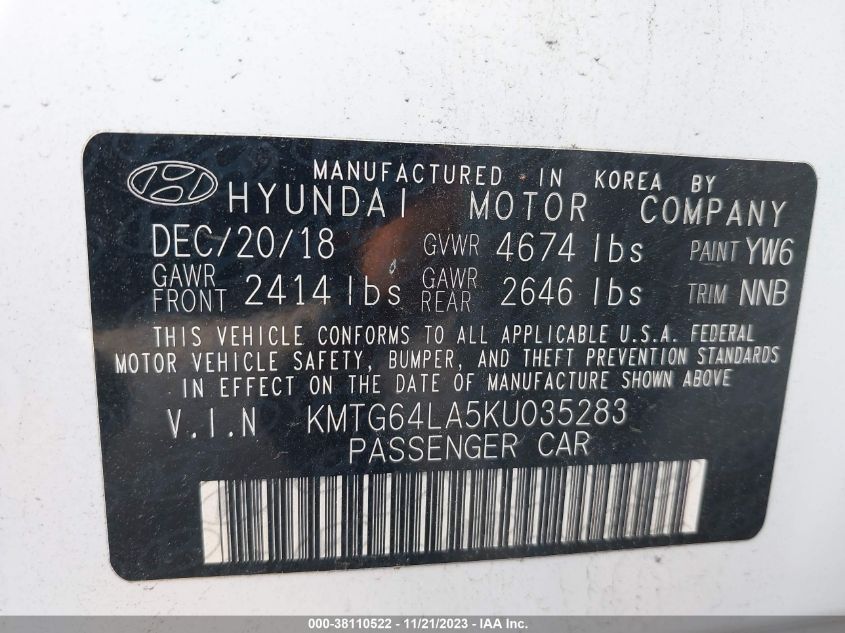 MANUFACTURED IN KOREA BY
HYUNDAI MOTOR COMPANY
DEC/20/18 GVWR 4674 lbs PAINT YW6
GAWR FRONT 2414 lbs GAWR REAR 2646 lbs TRIM NNB
THIS VEHICLE CONFORMS TO ALL APPLICABLE U.S.A. FEDERAL
MOTOR VEHICLE SAFETY, BUMPER, AND THEFT PREVENTION STANDARDS
IN EFFECT ON THE DATE OF MANUFACTURE SHOWN ABOVE
V.I.N KMTG64LA5KU035283
PASSENGER CAR
000-38110522 - 11/21/2023 - IAA Inc.